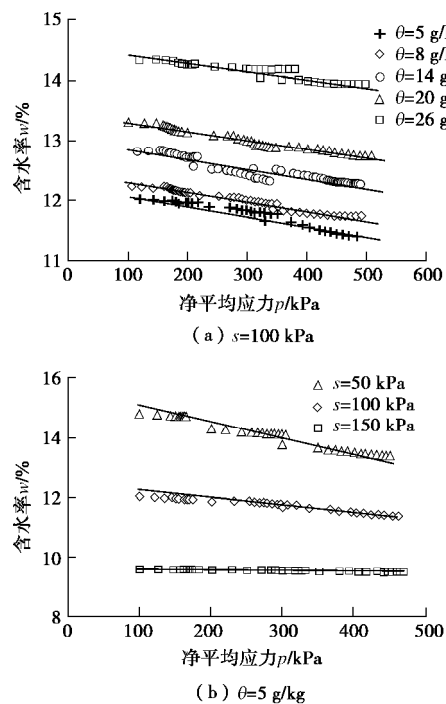 15
14
13
12
11
含水率w/%
θ=5 g/
θ=8 g/
θ=14 g
θ=20 g
θ=26 g
0 100 200 300 400 500 600
净平均应力p/kPa
(a) s=100 kPa
16
14
12
10
8
含水率w/%
s=50 kPa
s=100 kPa
s=150 kPa
0 100 200 300 400 500
净平均应力p/kPa
(b) θ=5 g/kg